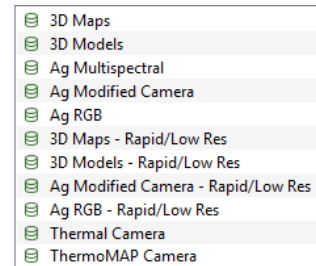 3D Maps
3D Models
Ag Multispectral
Ag Modified Camera
Ag RGB
3D Maps - Rapid/Low Res
3D Models - Rapid/Low Res
Ag Modified Camera - Rapid/Low Res
Ag RGB - Rapid/Low Res
Thermal Camera
ThermoMAP Camera